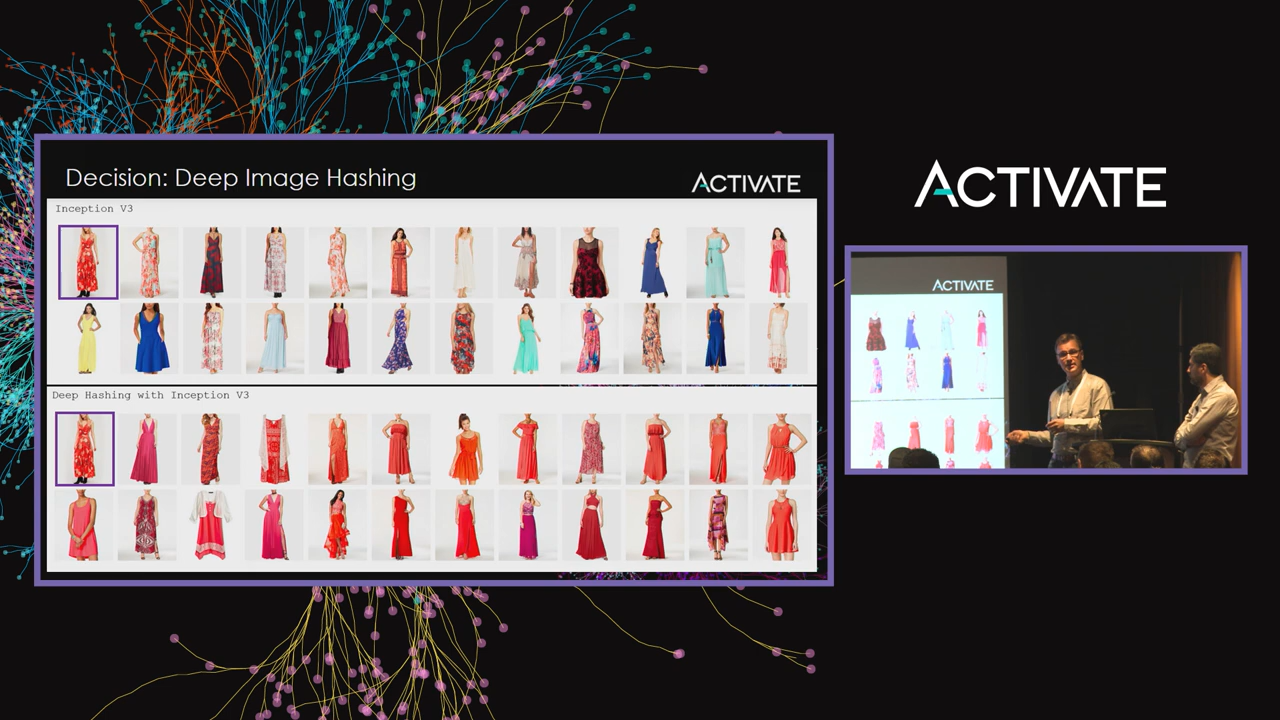 Decision: Deep Image Hashing
ACTIVATE
Inception V3
Deep Hashing with Inception V3
ACTIVATE
ACTIVATE